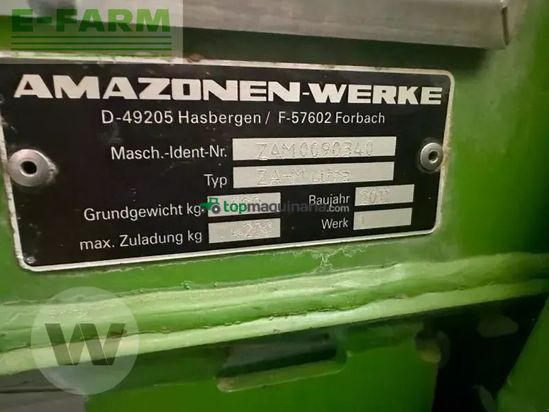 E-FARM
AMAZONEN-WERKE
D-49205 Hasbergen / F-57602 Forbach
Masch.-Ident-Nr. ZAM0090340
Typ ZA-M
Grundgewicht kg Baujahr
topmaquinaria.com
max. Zuladung kg Werk
W